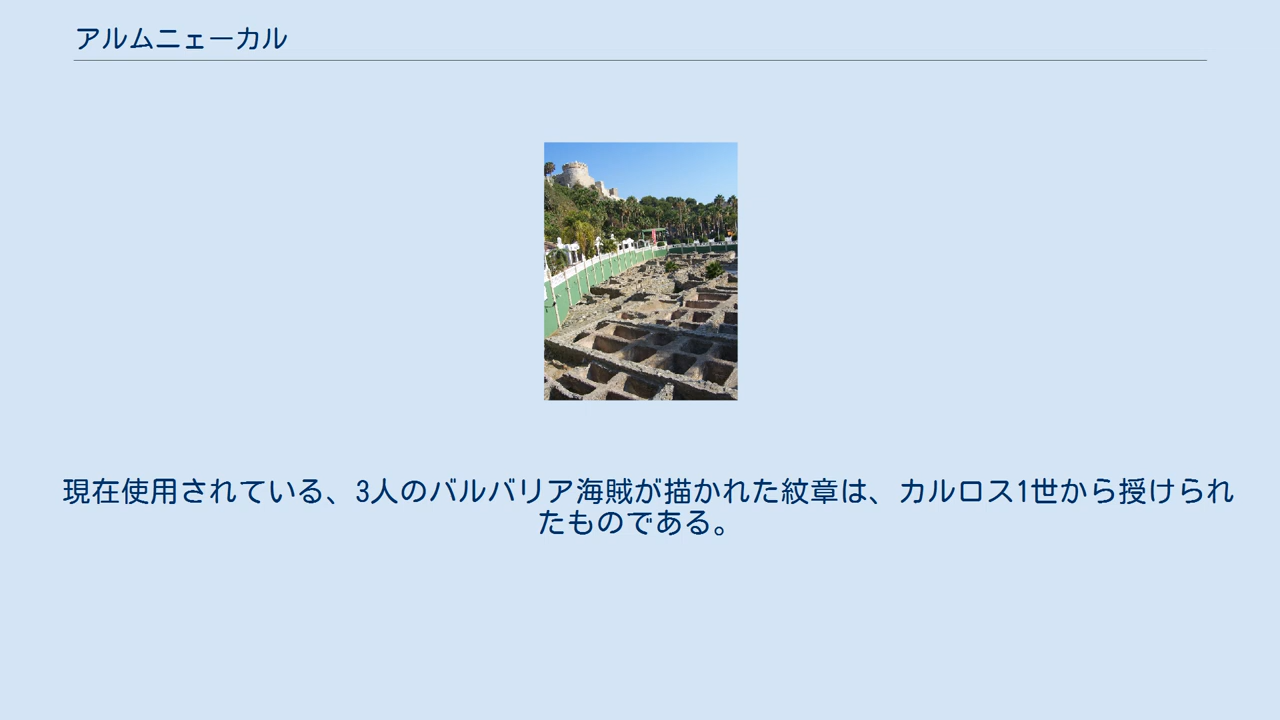 アルムニェーカル
現在使用されている、3人のバルバリア海賊が描かれた紋章は、カルロス1世から授けられ
たものである。